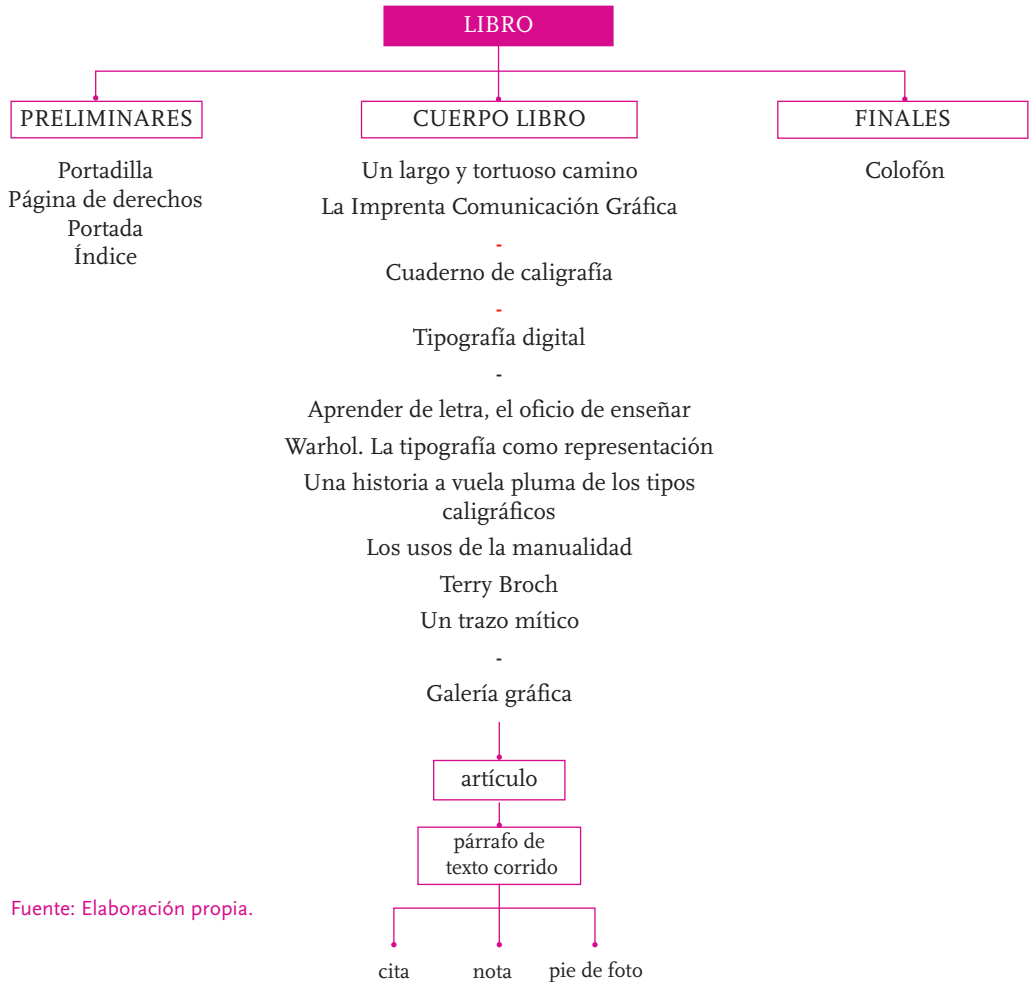 LIBRO
PRELIMINARES
Portadilla
Página de derechos
Portada
Índice
CUERPO LIBRO
Un largo y tortuoso camino
La Imprenta Comunicación Gráfica
-
Cuaderno de caligrafía
-
Tipografía digital
-
Aprender de letra, el oficio de enseñar
Warhol. La tipografía como representación
Una historia a vuela pluma de los tipos
caligráficos
Los usos de la manualidad
Terry Broch
Un trazo mítico
-
Galería gráfica
artículo
párrafo de
texto corrido
cita
nota
pie de foto
FINALES
Colofón
Fuente: Elaboración propia.